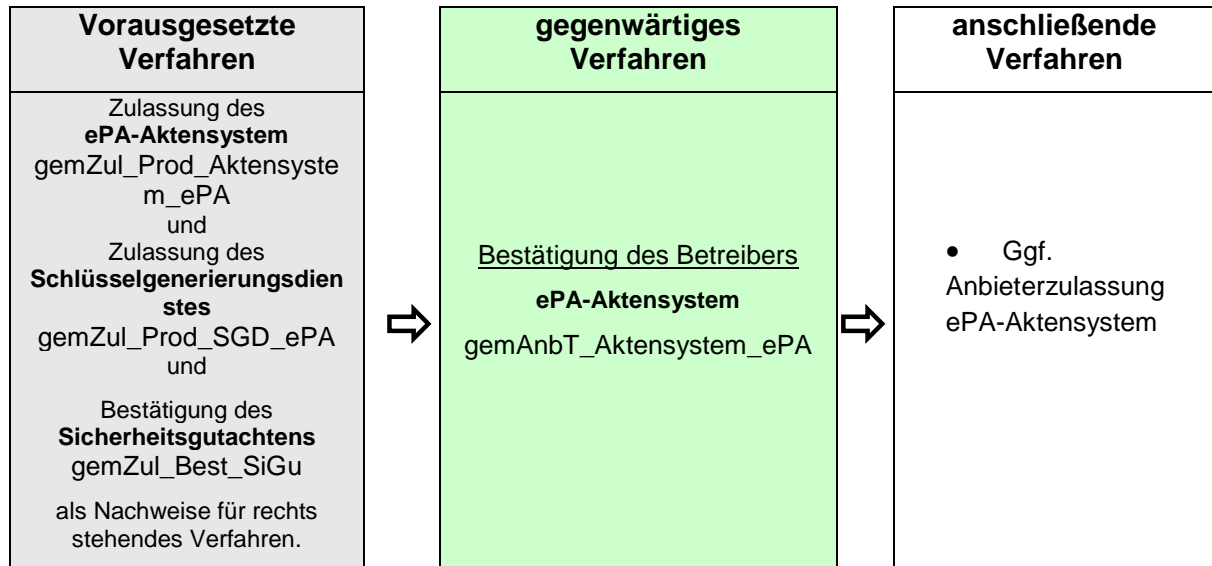 Vorausgesetzte
Verfahren
Zulassung des
ePA-Aktensystem
gemZul_Prod_Aktensyste
m_ePA
und
Zulassung des
Schlüsselgenerierungsdien
stes
gemZul_Prod_SGD_ePA
und
Bestätigung des
Sicherheitsgutachtens
gemZul_Best_SiGu
als Nachweise für rechts
stehendes Verfahren.
gegenwärtiges
Verfahren
Bestätigung des Betreibers
ePA-Aktensystem
gemAnbT_Aktensystem_ePA
anschließende
Verfahren
• Ggf.
Anbieterzulassung
ePA-Aktensystem